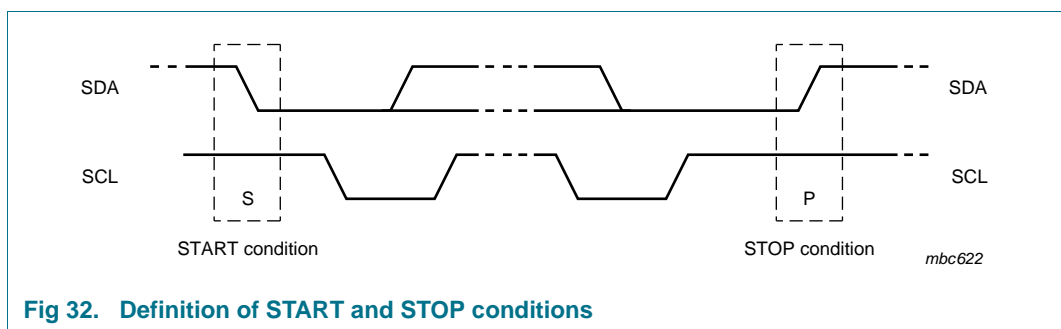 SDA
SDA
SCL
SCL
S
P
START condition
STOP condition
mbc622
Fig 32. Definition of START and STOP conditions